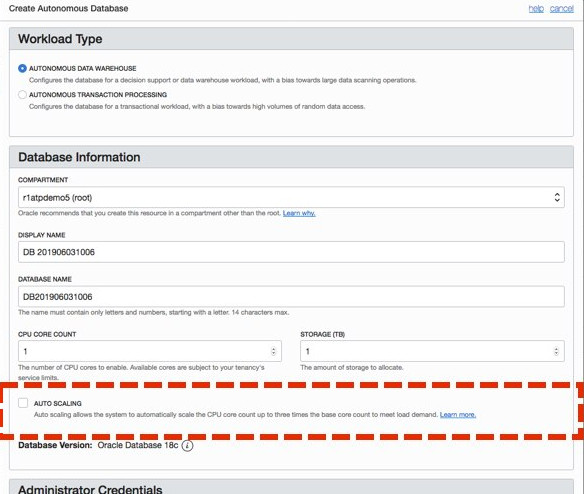 Create Autonomous Database
help cancel
Workload Type
AUTONOMOUS DATA WAREHOUSE
Configures the database for a decision support or data warehouse workload, with a bias towards large data scanning operations.
AUTONOMOUS TRANSACTION PROCESSING
Configures the database for a transactional workload, with a bias towards high volumes of random data access.
Database Information
COMPARTMENT
r1atpdemo5 (root)
Oracle recommends that you create this resource in a compartment other than the root. Learn why.
DISPLAY NAME
DB 201906031006
DATABASE NAME
DB201906031006
The name must contain only letters and numbers, starting with a letter. 14 characters max.
CPU CORE COUNT
1
The number of CPU cores to enable. Available cores are subject to your tenancy's
service limits.
STORAGE (TB)
1
The amount of storage to allocate.
AUTO SCALING
Auto scaling allows the system to automatically scale the CPU core count up to three times the base core count to meet load demand. Learn more.
Database Version: Oracle Database 18c i
Administrator Credentials